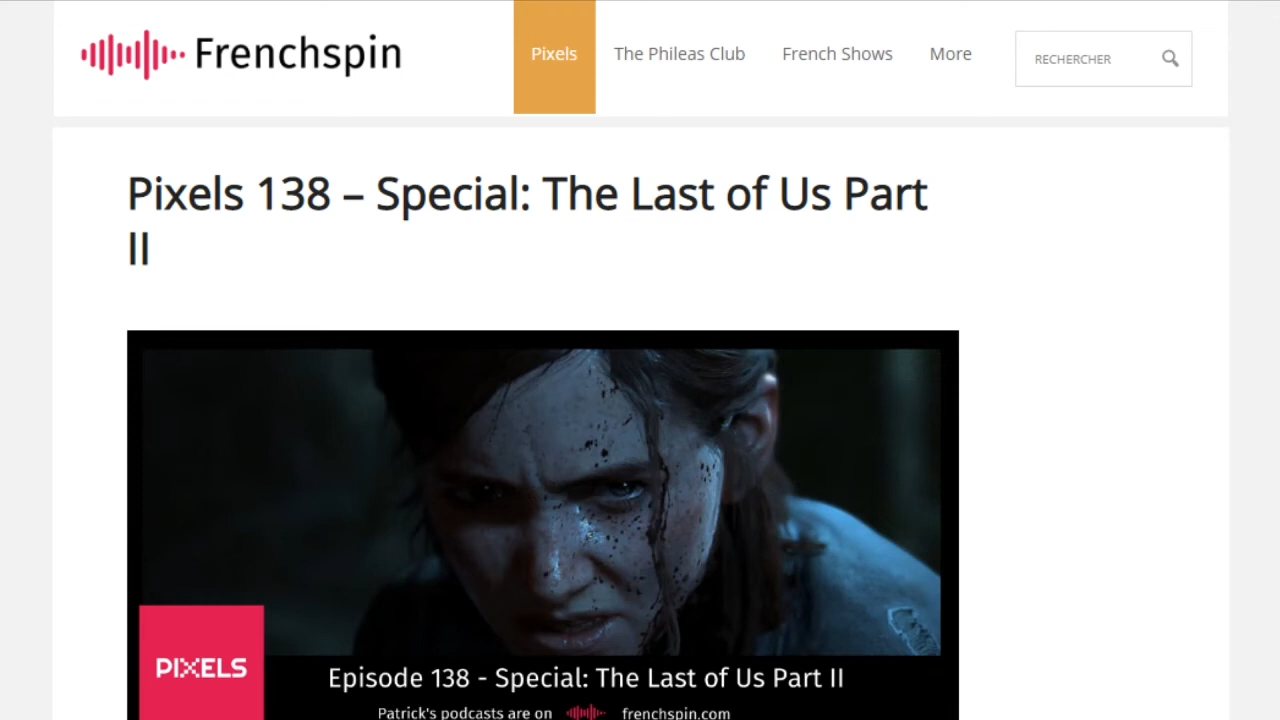 Frenchspin
Pixels
The Phileas Club
French Shows
More
RECHERCHER
Pixels 138 – Special: The Last of Us Part
II
PIXELS
Episode 138 - Special: The Last of Us Part II
Patrick's podcasts are on frenchspin.com